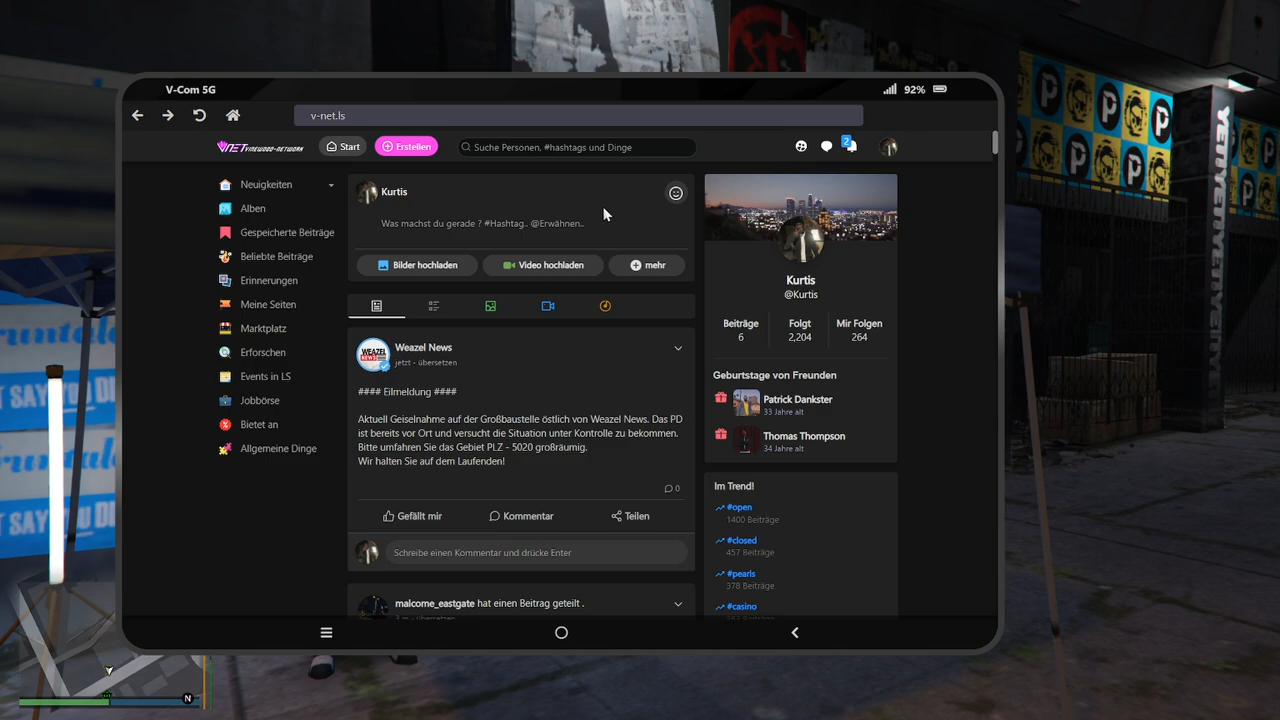 V-Com 5G
92%
v-net.ls
VNET VINEWOOD-NETWORK
Start
Erstellen
Suche Personen, #hashtags und Dinge
2
Neuigkeiten
Alben
Gespeicherte Beiträge
Beliebte Beiträge
Erinnerungen
Meine Seiten
Marktplatz
Erforschen
Events in LS
Jobbörse
Bietet an
Allgemeine Dinge
Kurtis
Was machst du gerade ? #Hashtag.. @Erwähnen..
Bilder hochladen
Video hochladen
mehr
Weazel News
jetzt - übersetzen
#### Eilmeldung ####
Aktuell Geiselnahme auf der Großbaustelle östlich von Weazel News. Das PD
ist bereits vor Ort und versucht die Situation unter Kontrolle zu bekommen.
Bitte umfahren Sie das Gebiet PLZ - 5020 großräumig.
Wir halten Sie auf dem Laufenden!
0
Gefällt mir
Kommentar
Teilen
Schreibe einen Kommentar und drücke Enter
malcome_eastgate hat einen Beitrag geteilt .
Kurtis
@Kurtis
Beiträge
6
Folgt
2,204
Mir Folgen
264
Geburtstage von Freunden
Patrick Dankster
33 Jahre alt
Thomas Thompson
34 Jahre alt
Im Trend!
#open
1400 Beiträge
#closed
457 Beiträge
#pearls
378 Beiträge
#casino
WEAZEL
NEWS
YETI
N